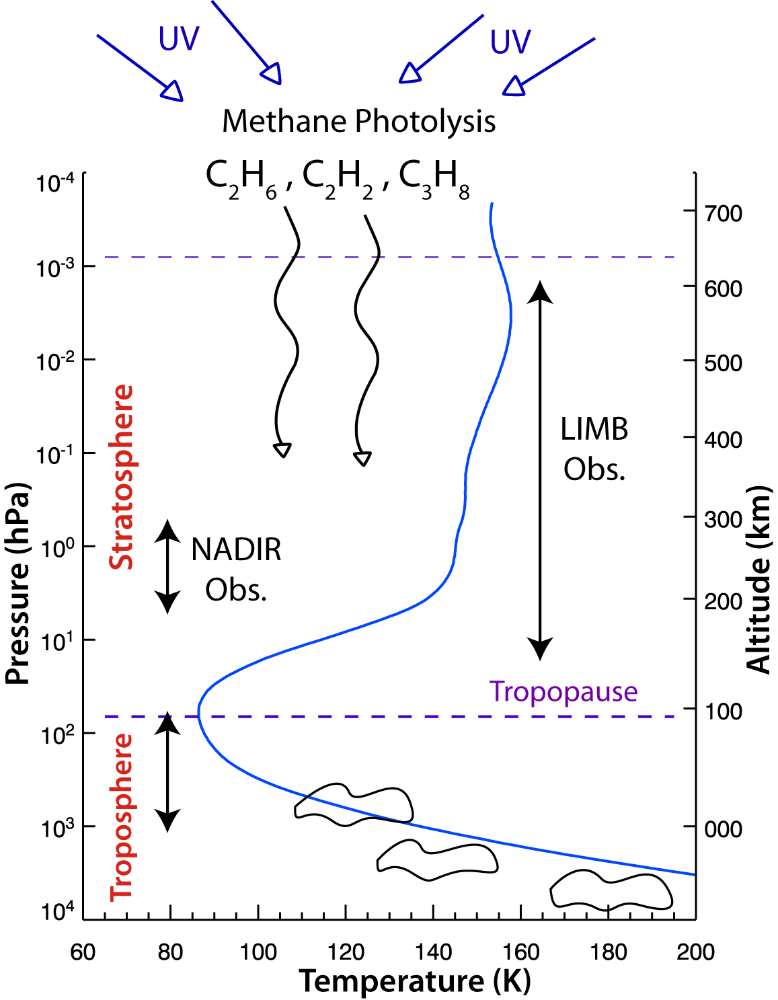 UV
UV
Methane Photolysis
C₂H₆ , C₂H₂ , C₃H₈
10⁻⁴
10⁻³
10⁻²
10⁻¹
10⁰
10¹
10²
10³
10⁴
Pressure (hPa)
Stratosphere
Troposphere
NADIR
Obs.
LIMB
Obs.
Tropopause
700
600
500
400
300
200
100
000
Altitude (km)
60 80 100 120 140 160 180 200
Temperature (K)